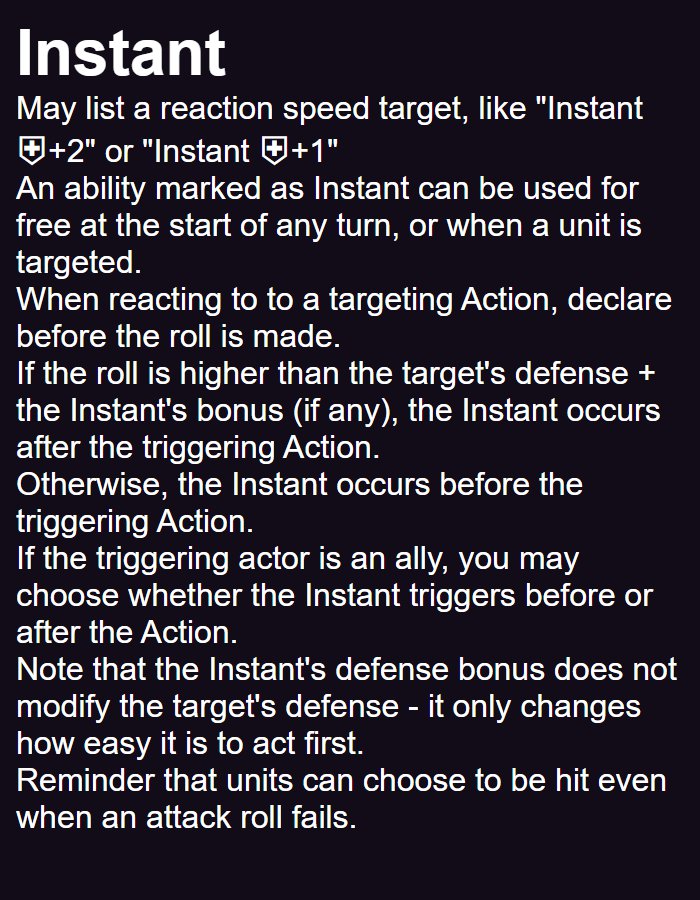 Instant
May list a reaction speed target, like "Instant
⛨+2" or "Instant ⛨+1"
An ability marked as Instant can be used for
free at the start of any turn, or when a unit is
targeted.
When reacting to to a targeting Action, declare
before the roll is made.
If the roll is higher than the target's defense +
the Instant's bonus (if any), the Instant occurs
after the triggering Action.
Otherwise, the Instant occurs before the
triggering Action.
If the triggering actor is an ally, you may
choose whether the Instant triggers before or
after the Action.
Note that the Instant's defense bonus does not
modify the target's defense - it only changes
how easy it is to act first.
Reminder that units can choose to be hit even
when an attack roll fails.